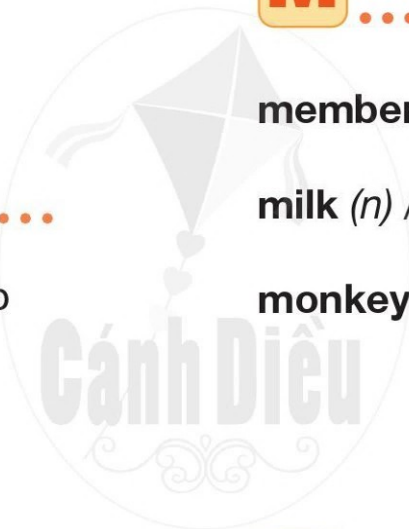 M
member
milk (n) /
monkey
Cánh Diều